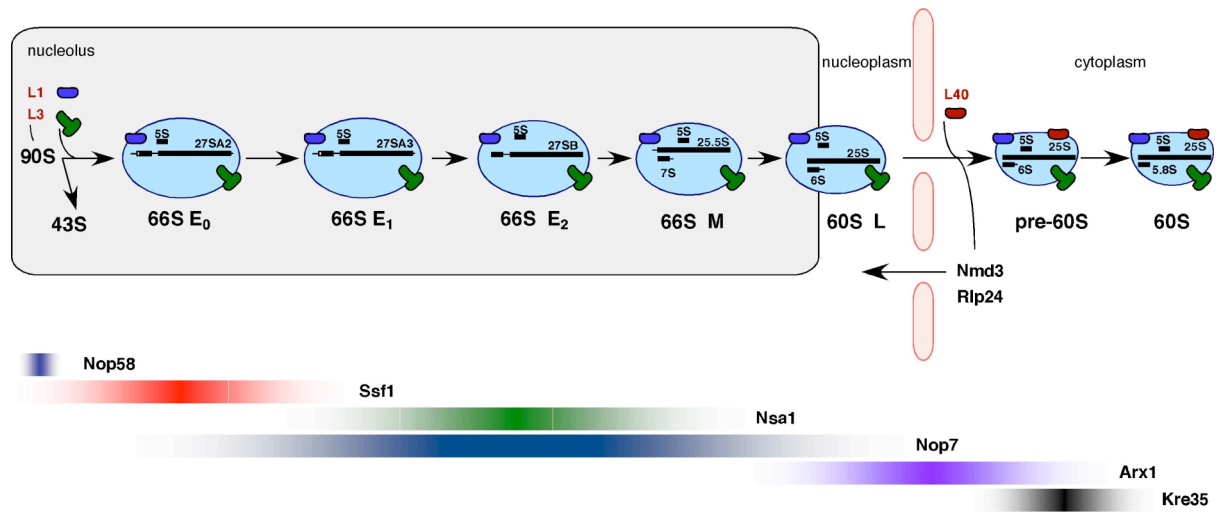 nucleolus
nucleoplasm
cytoplasm
L1
L3
L40
90S
43S
5S
27SA2
66S E0
5S
27SA3
66S E1
5S
27SB
66S E2
5S
25.5S
7S
66S M
5S
25S
6S
60S L
5S
25S
6S
pre-60S
5S
25S
5.8S
60S
Nmd3
Rlp24
Nop58
Ssf1
Nsa1
Nop7
Arx1
Kre35